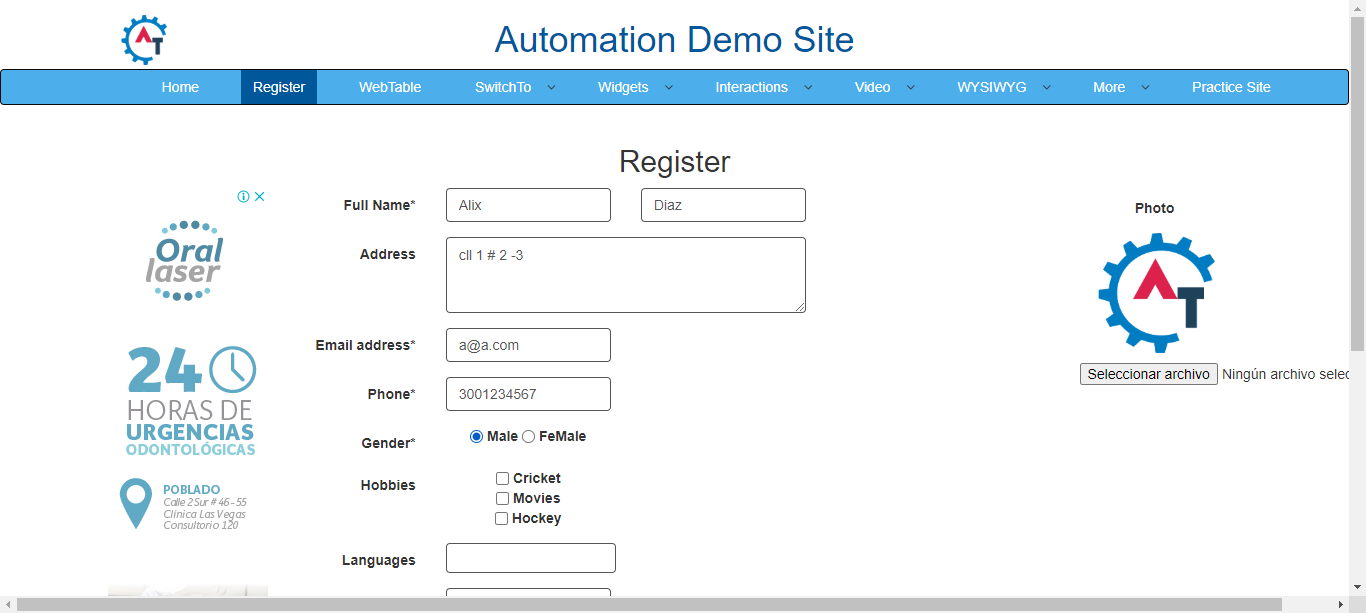 Automation Demo Site
Home Register WebTable SwitchTo Widgets Interactions Video WYSIWYG More Practice Site
Register
Full Name* Alix Diaz
Address cll 1 # 2 -3
Email address* a@a.com
Phone* 3001234567
Gender* Male FeMale
Hobbies Cricket
Movies
Hockey
Languages
Photo
AT
Seleccionar archivo Ningún archivo selec
Oral
laser
24
HORAS DE
URGENCIAS
ODONTOLÓGICAS
POBLADO
Calle 2 Sur # 46 - 55
Clínica Las Vegas
Consultorio 120
AT